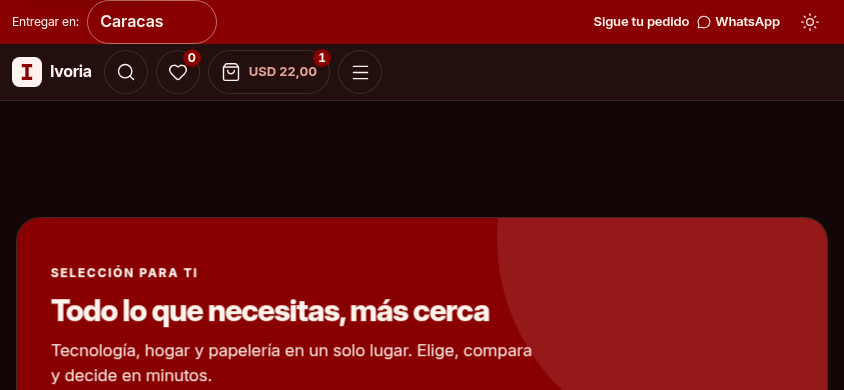 Entregar en: Caracas Sigue tu pedido WhatsApp
I Ivoria 0 USD 22,00 1
SELECCIÓN PARA TI
Todo lo que necesitas, más cerca
Tecnología, hogar y papelería en un solo lugar. Elige, compara
y decide en minutos.